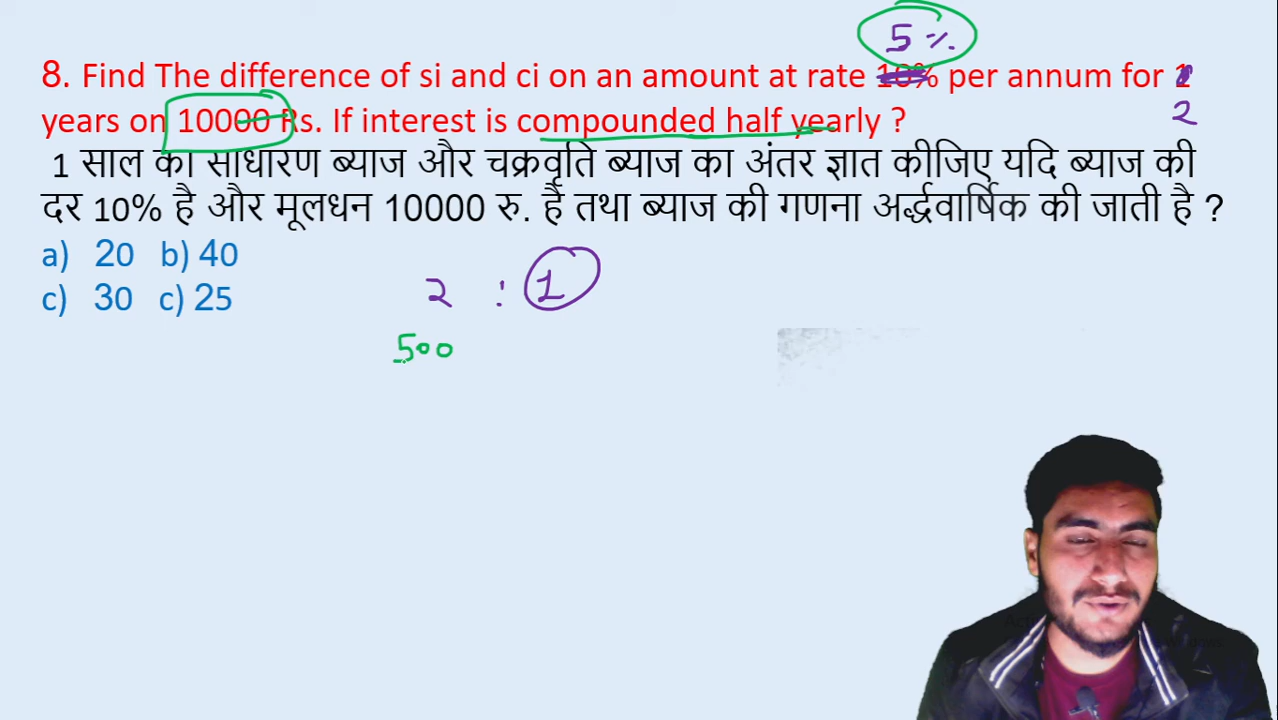 5 %
8. Find The difference of si and ci on an amount at rate 10% per annum for 1
years on 10000 Rs. If interest is compounded half yearly ?
2
1 साल का साधारण ब्याज और चक्रवृति ब्याज का अंतर ज्ञात कीजिए यदि ब्याज की
दर 10% है और मूलधन 10000 रु. है तथा ब्याज की गणना अर्द्धवार्षिक की जाती है ?
a) 20 b) 40
c) 30 c) 25
2 : 1
500